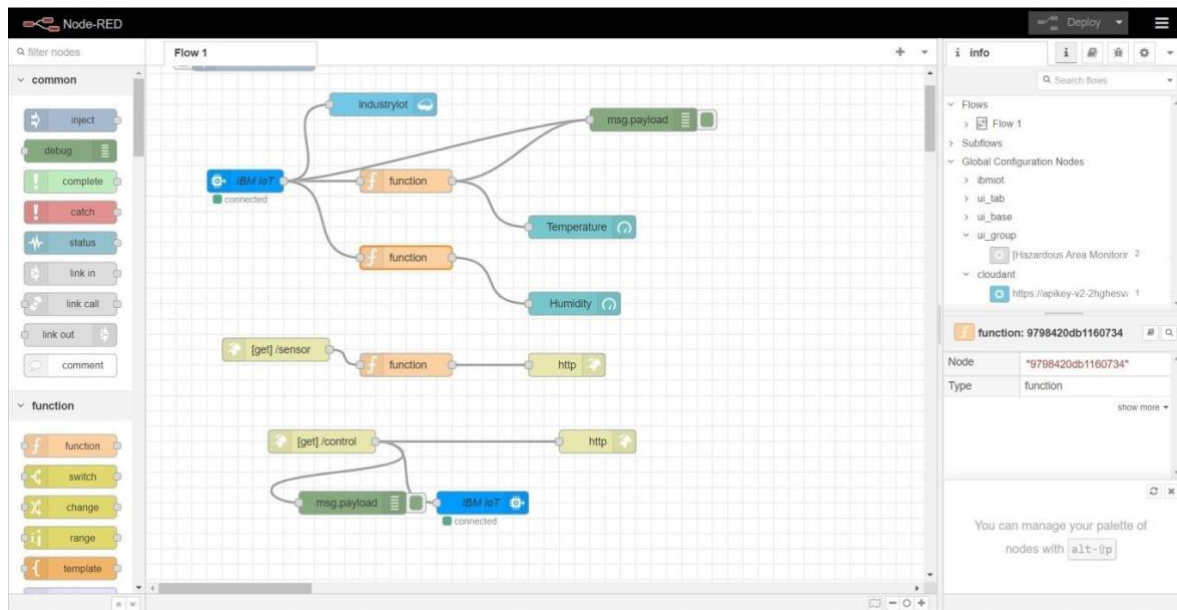 Node-RED
Deploy
filter nodes
common
inject
debug
complete
catch
status
link in
link call
link out
comment
function
function
switch
change
range
template
Flow 1
industryIot
msg.payload
IBM IoT
connected
function
Temperature
function
Humidity
[get] /sensor
function
http
[get] /control
http
msg.payload
IBM IoT
connected
i info
Search flows
Flows
Flow 1
Subflows
Global Configuration Nodes
ibmiot
ui_tab
ui_base
ui_group
[Hazardous Area Monitorir 2
cloudant
https://apikey-v2-2hghesv 1
function: 9798420db1160734
Node "9798420db1160734"
Type function
show more
You can manage your palette of
nodes with alt-⇧p